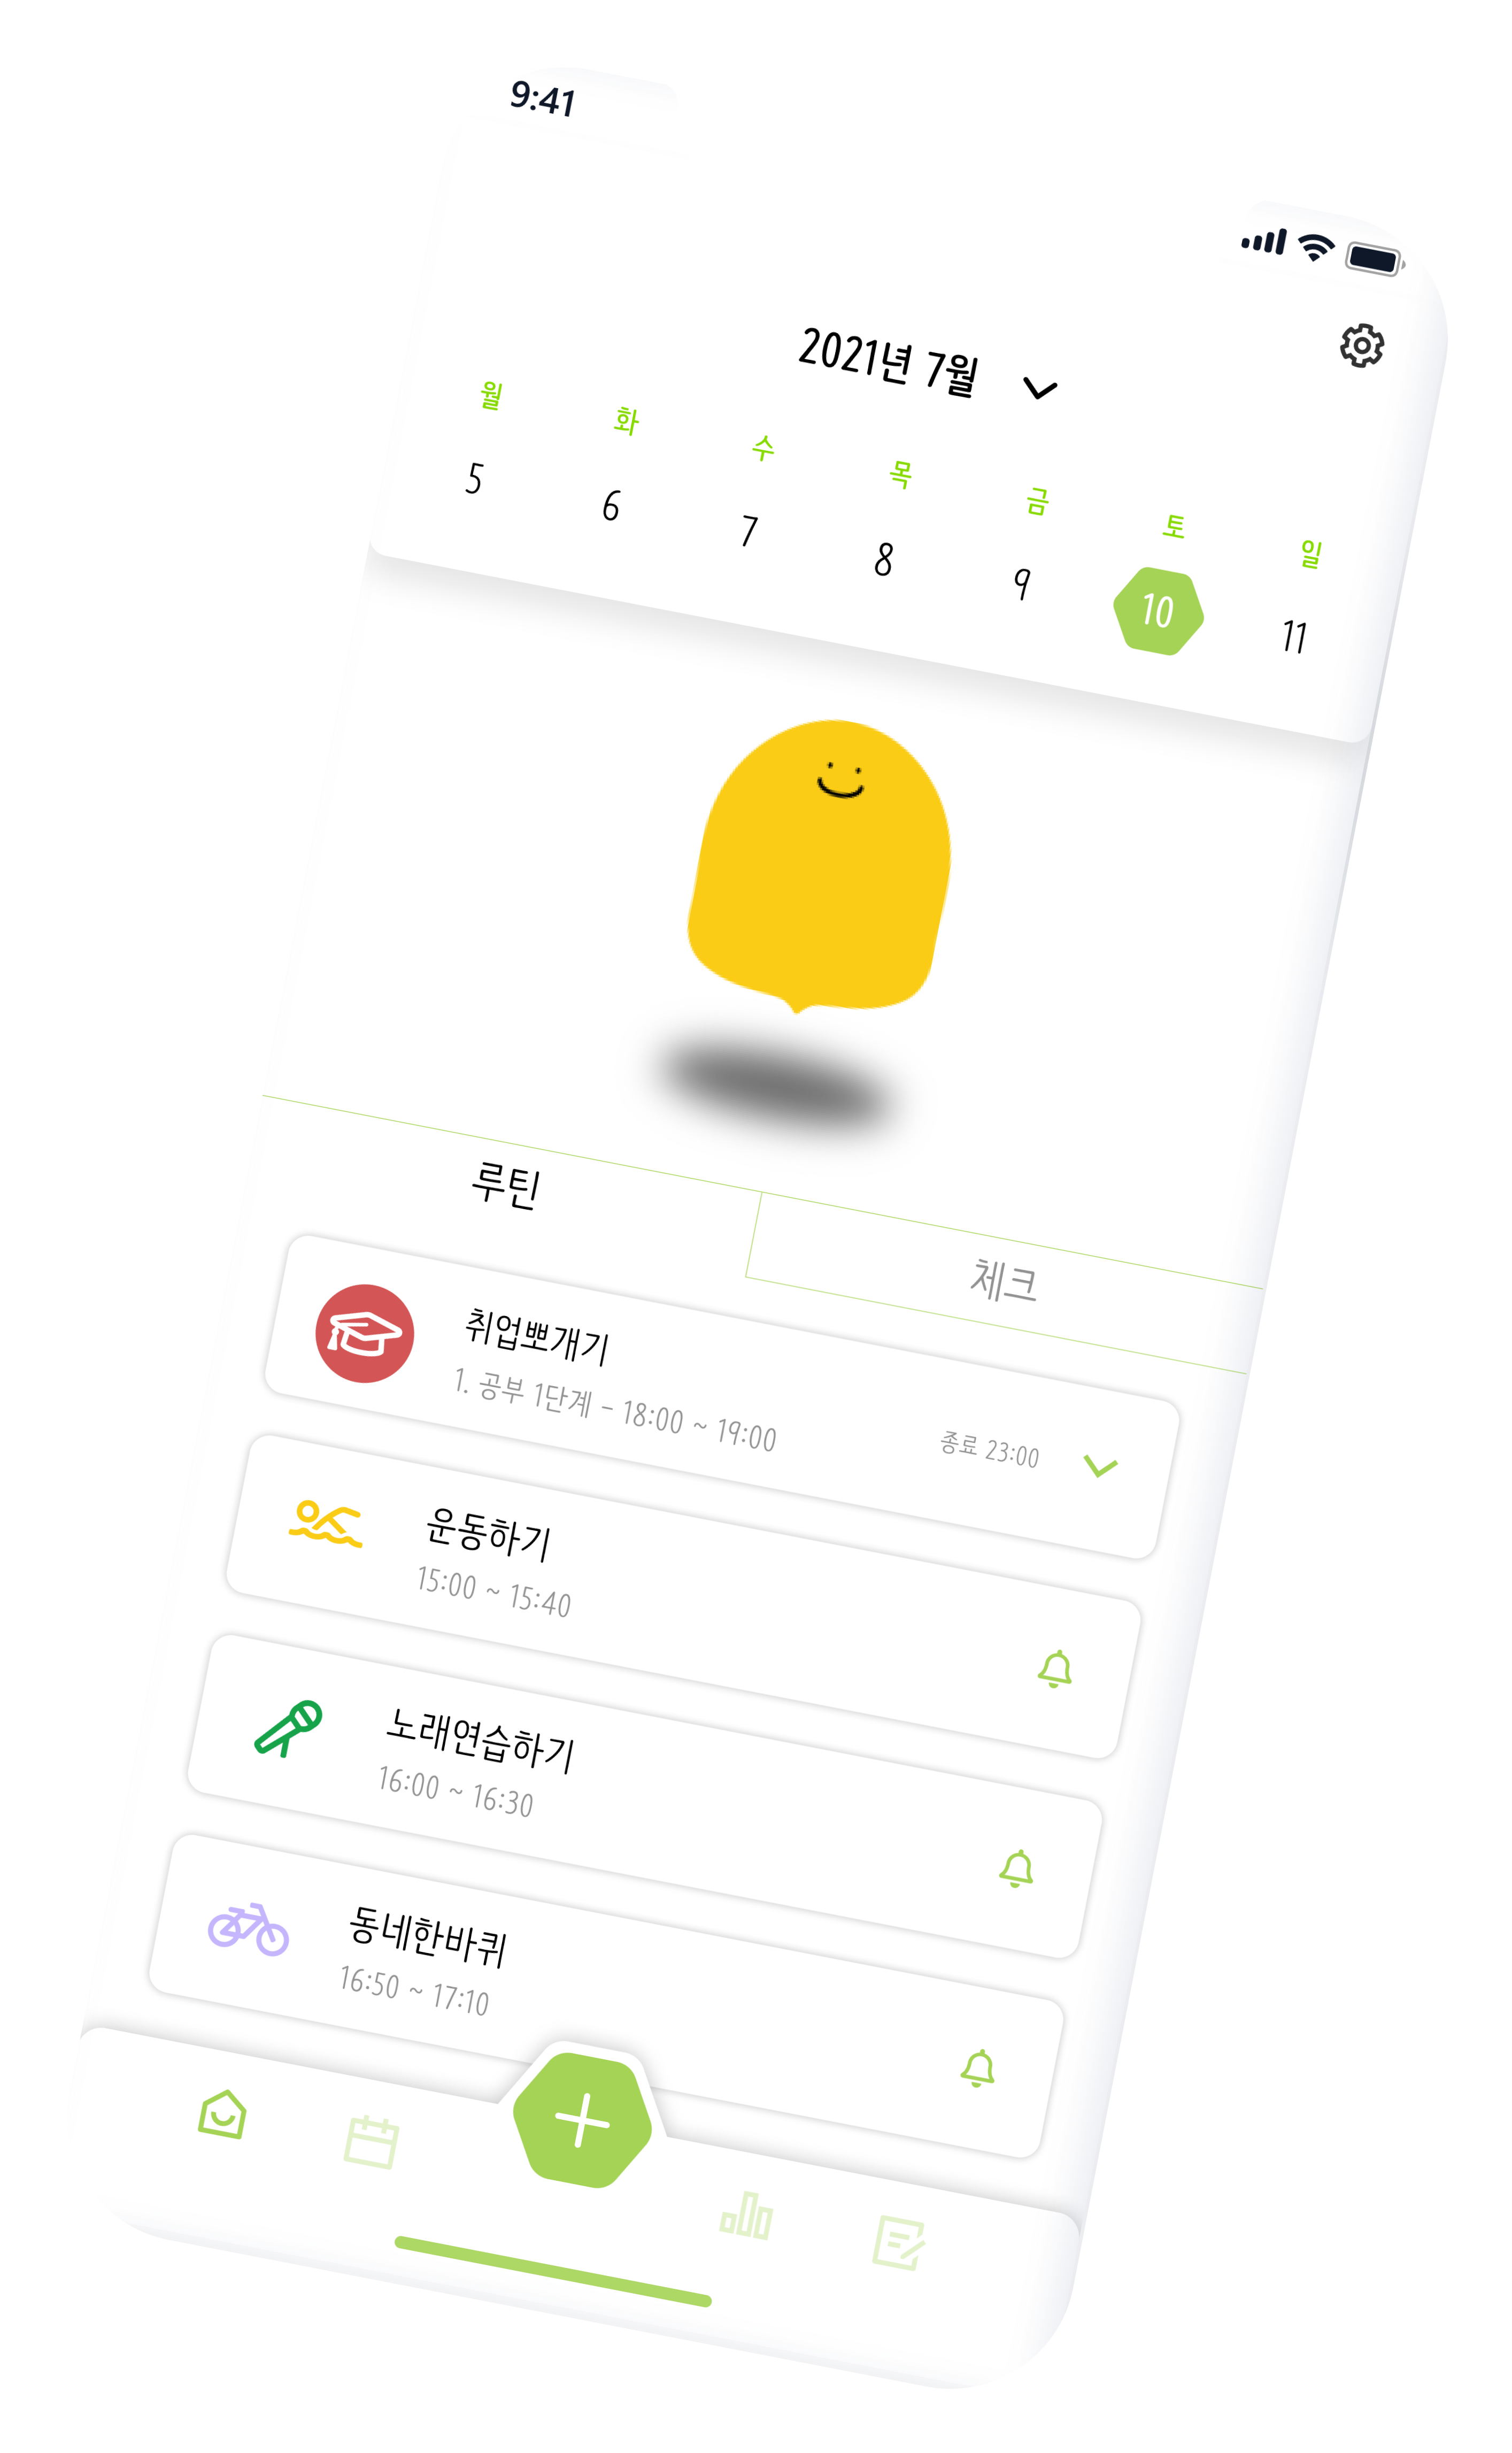 9:41
2021년 7월
월 화 수 목 금 토 일
5 6 7 8 9 10 11
루틴 체크
취업뽀개기
1. 공부 1단계 - 18:00 ~ 19:00
종료 23:00
운동하기
15:00 ~ 15:40
노래연습하기
16:00 ~ 16:30
동네한바퀴
16:50 ~ 17:10